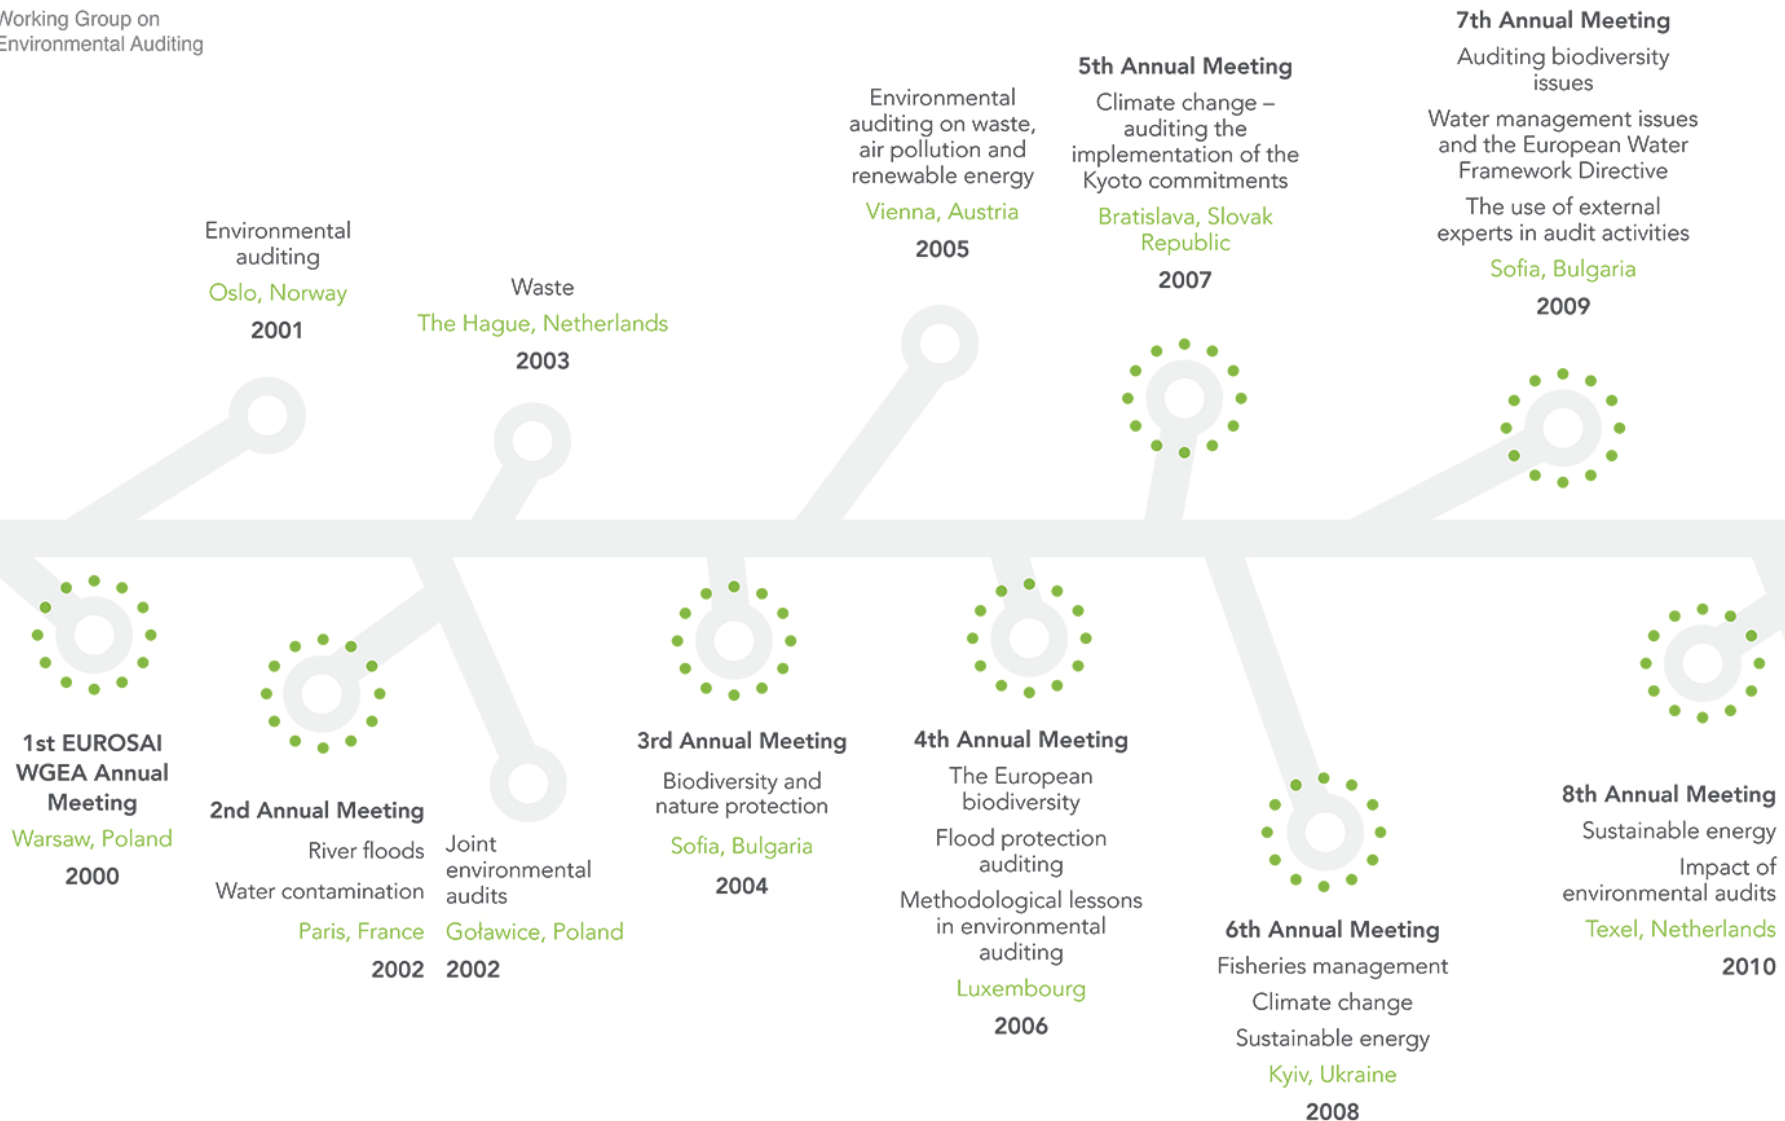 Working Group on
Environmental Auditing
Environmental
auditing
Oslo, Norway
2001
Waste
The Hague, Netherlands
2003
Environmental
auditing on waste,
air pollution and
renewable energy
Vienna, Austria
2005
5th Annual Meeting
Climate change –
auditing the
implementation of the
Kyoto commitments
Bratislava, Slovak
Republic
2007
7th Annual Meeting
Auditing biodiversity
issues
Water management issues
and the European Water
Framework Directive
The use of external
experts in audit activities
Sofia, Bulgaria
2009
1st EUROSAI
WGEA Annual
Meeting
Warsaw, Poland
2000
2nd Annual Meeting
River floods
Water contamination
Paris, France
2002
Joint
environmental
audits
Goławice, Poland
2002
3rd Annual Meeting
Biodiversity and
nature protection
Sofia, Bulgaria
2004
4th Annual Meeting
The European
biodiversity
Flood protection
auditing
Methodological lessons
in environmental
auditing
Luxembourg
2006
6th Annual Meeting
Fisheries management
Climate change
Sustainable energy
Kyiv, Ukraine
2008
8th Annual Meeting
Sustainable energy
Impact of
environmental audits
Texel, Netherlands
2010